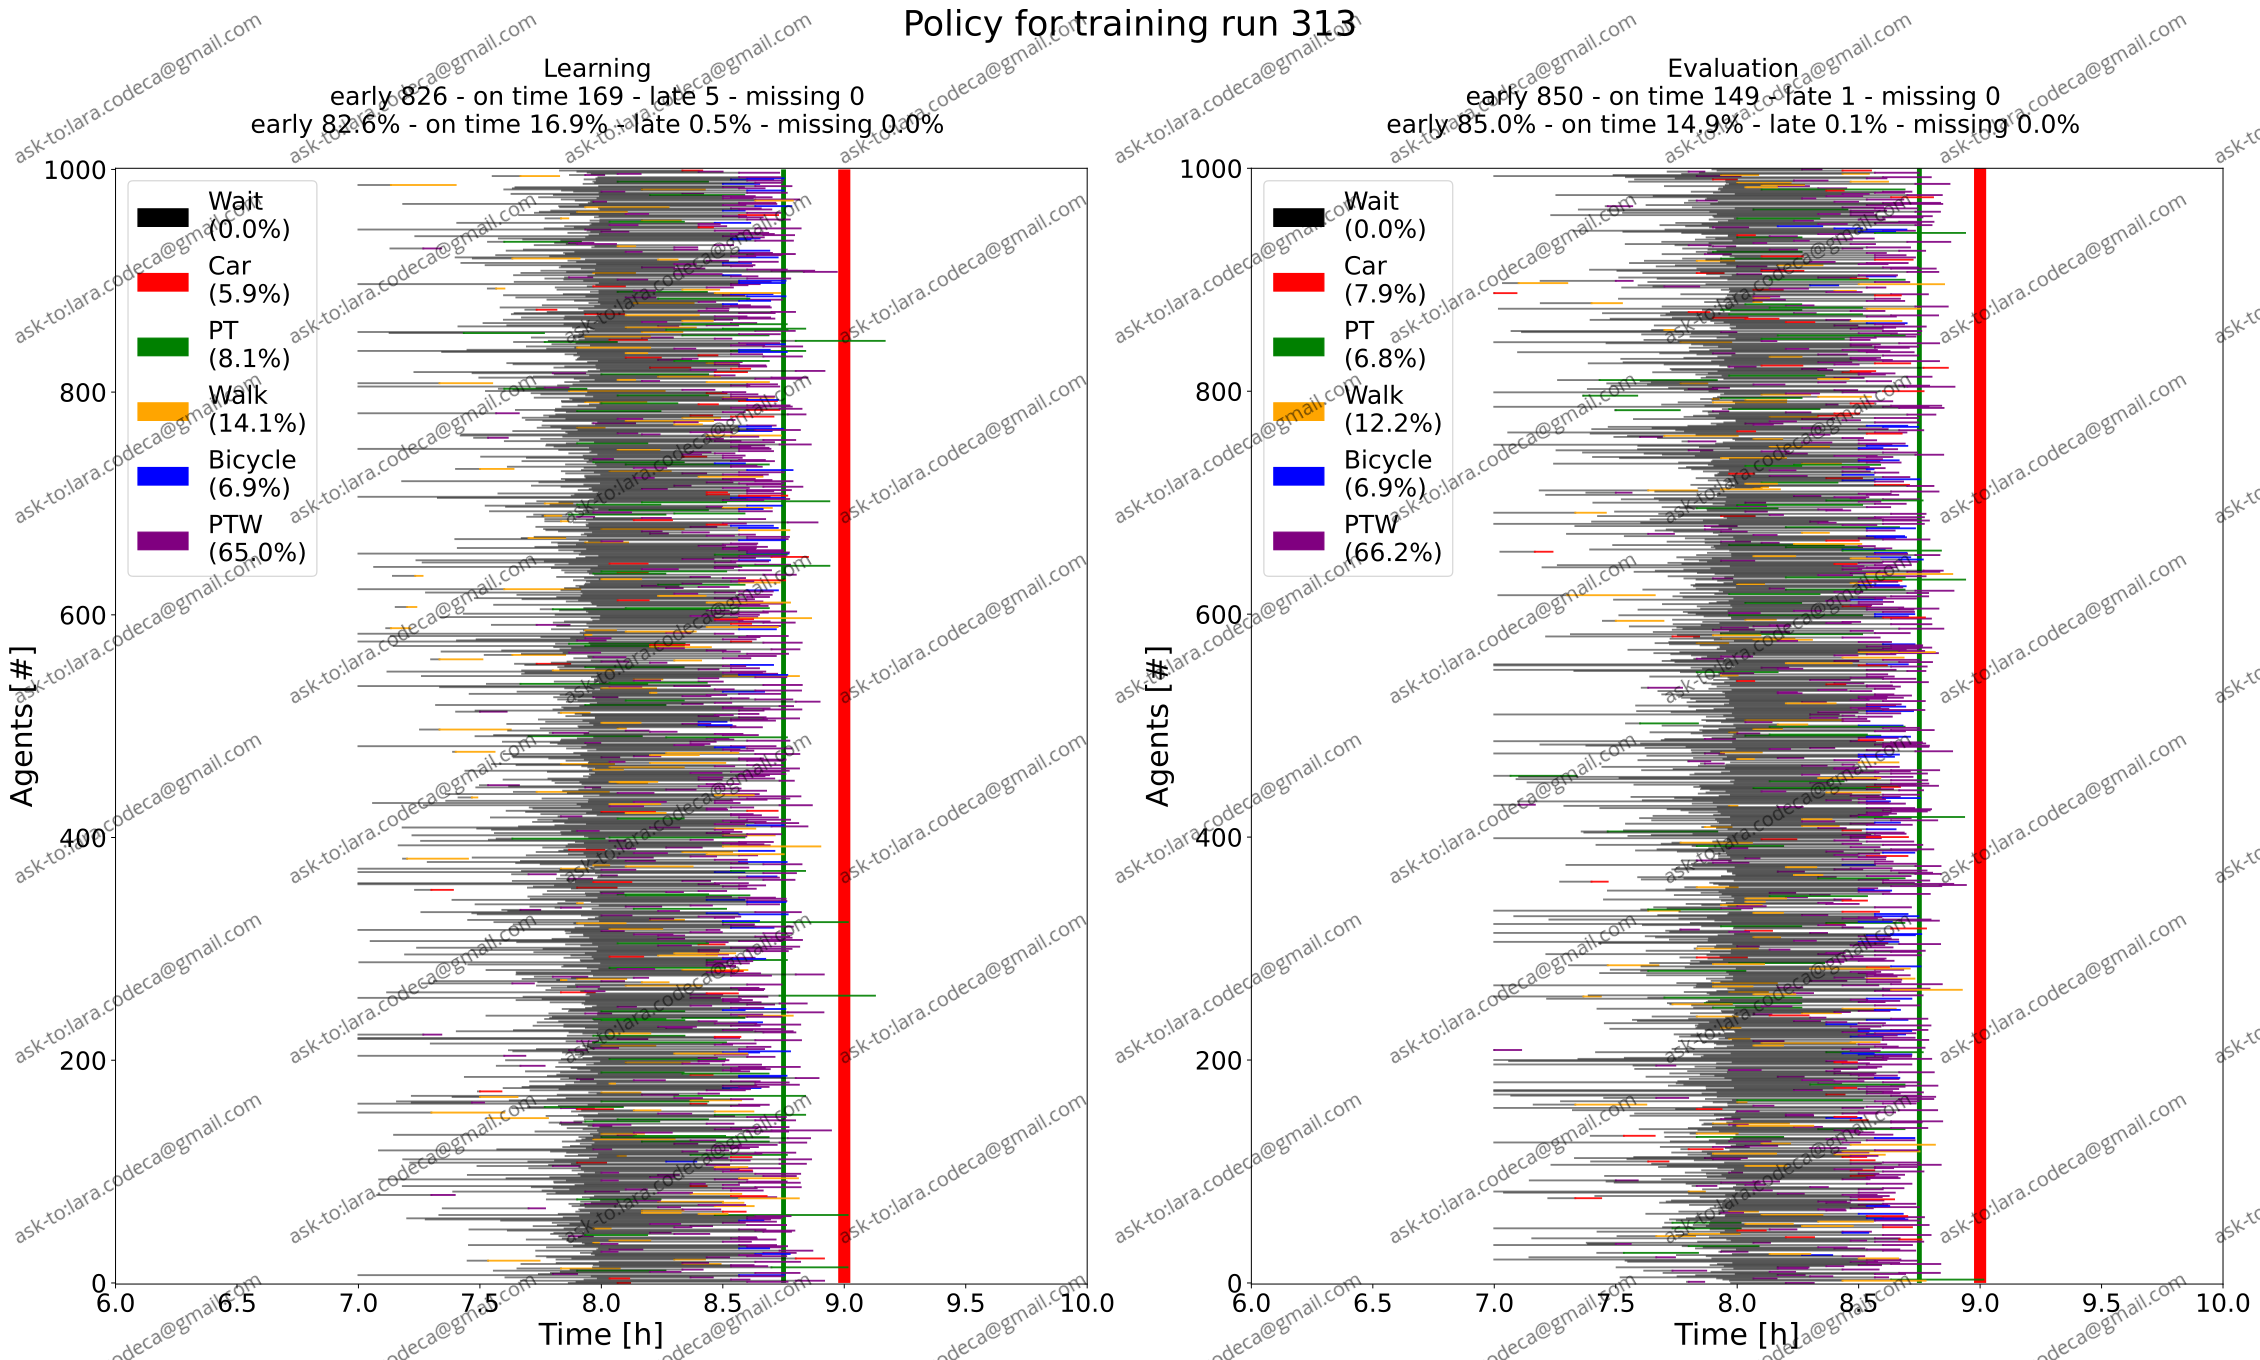 Policy for training run 313
Learning
early 826 - on time 169 - late 5 - missing 0
early 82.6% - on time 16.9% - late 0.5% - missing 0.0%
1000
800
600
400
200
0
Agents [#]
Wait
(0.0%)
Car
(5.9%)
PT
(8.1%)
Walk
(14.1%)
Bicycle
(6.9%)
PTW
(65.0%)
6.0 6.5 7.0 7.5 8.0 8.5 9.0 9.5 10.0
Time [h]
Evaluation
early 850 - on time 149 - late 1 - missing 0
early 85.0% - on time 14.9% - late 0.1% - missing 0.0%
1000
800
600
400
200
0
Agents [#]
Wait
(0.0%)
Car
(7.9%)
PT
(6.8%)
Walk
(12.2%)
Bicycle
(6.9%)
PTW
(66.2%)
6.0 6.5 7.0 7.5 8.0 8.5 9.0 9.5 10.0
Time [h]
ask-to:lara.codeca@gmail.com